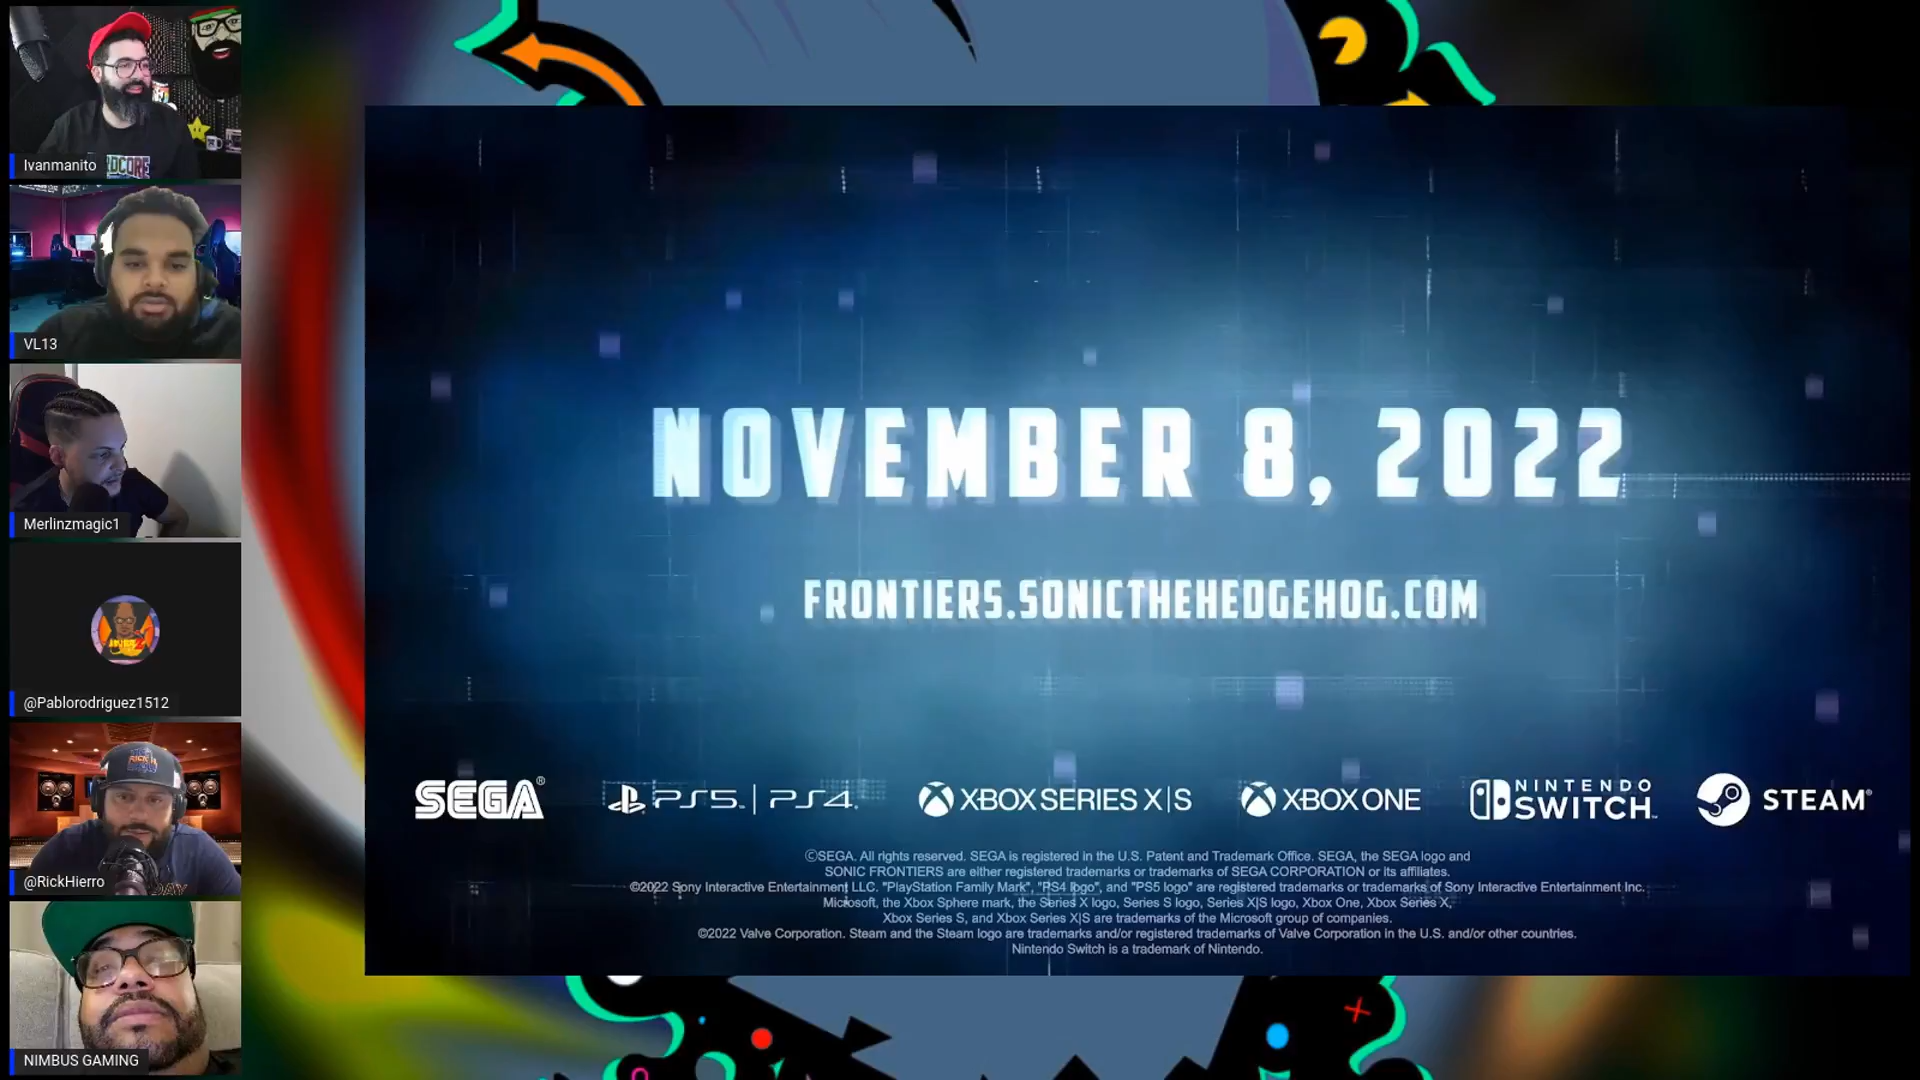 Ivanmanito
VL13
Merlinzmagic1
@Pablorodriguez1512
@RickHierro
NIMBUS GAMING
NOVEMBER 8, 2022
FRONTIERS.SONICTHEHEDGEHOG.COM
SEGA® PS5 | PS4 XBOX SERIES X|S XBOX ONE NINTENDO SWITCH™ STEAM®
©SEGA. All rights reserved. SEGA is registered in the U.S. Patent and Trademark Office. SEGA, the SEGA logo and
SONIC FRONTIERS are either registered trademarks or trademarks of SEGA CORPORATION or its affiliates.
©2022 Sony Interactive Entertainment LLC. "PlayStation Family Mark", "PS4 logo", and "PS5 logo" are registered trademarks or trademarks of Sony Interactive Entertainment Inc.
Microsoft, the Xbox Sphere mark, the Series X logo, Series S logo, Series X|S logo, Xbox One, Xbox Series X,
Xbox Series S, and Xbox Series X|S are trademarks of the Microsoft group of companies.
©2022 Valve Corporation. Steam and the Steam logo are trademarks and/or registered trademarks of Valve Corporation in the U.S. and/or other countries.
Nintendo Switch is a trademark of Nintendo.